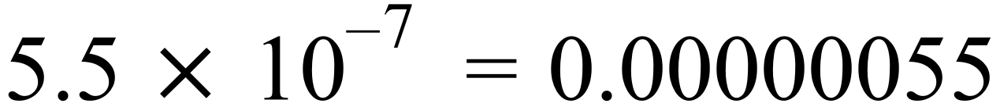 5.5 × 10⁻⁷ = 0.00000055